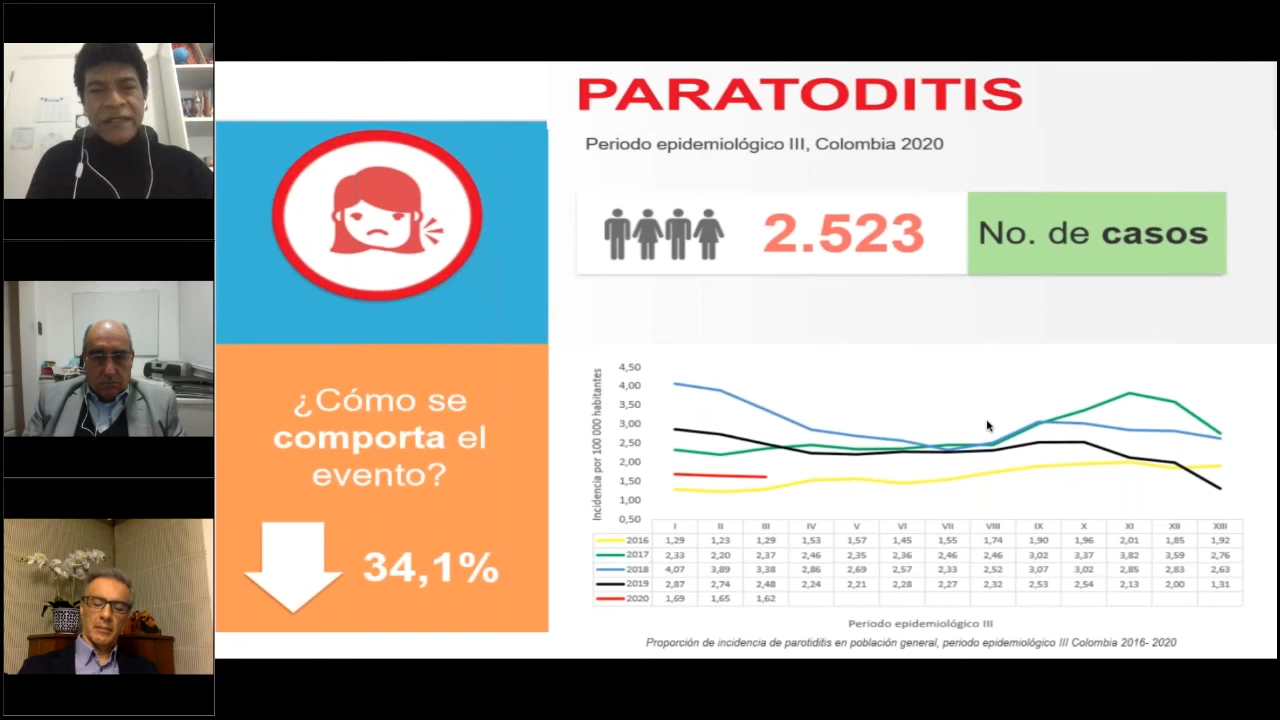 PARATODITIS
Periodo epidemiológico III, Colombia 2020
2.523
No. de casos
¿Cómo se
comporta el
evento?
34,1%
Incidencia por 100 000 habitantes
4,50
4,00
3,50
3,00
2,50
2,00
1,50
1,00
0,50
I II III IV V VI VII VIII IX X XI XII XIII
2016 1,29 1,23 1,29 1,53 1,57 1,45 1,55 1,74 1,90 1,96 2,01 1,85 1,92
2017 2,33 2,20 2,37 2,46 2,35 2,36 2,46 2,46 3,02 3,37 3,82 3,59 2,76
2018 4,07 3,89 3,38 2,86 2,69 2,57 2,33 2,52 3,07 3,02 2,85 2,83 2,63
2019 2,87 2,74 2,48 2,24 2,21 2,28 2,27 2,32 2,53 2,54 2,13 2,00 1,31
2020 1,69 1,65 1,62
Periodo epidemiológico III
Proporción de incidencia de parotiditis en población general, periodo epidemiológico III Colombia 2016- 2020